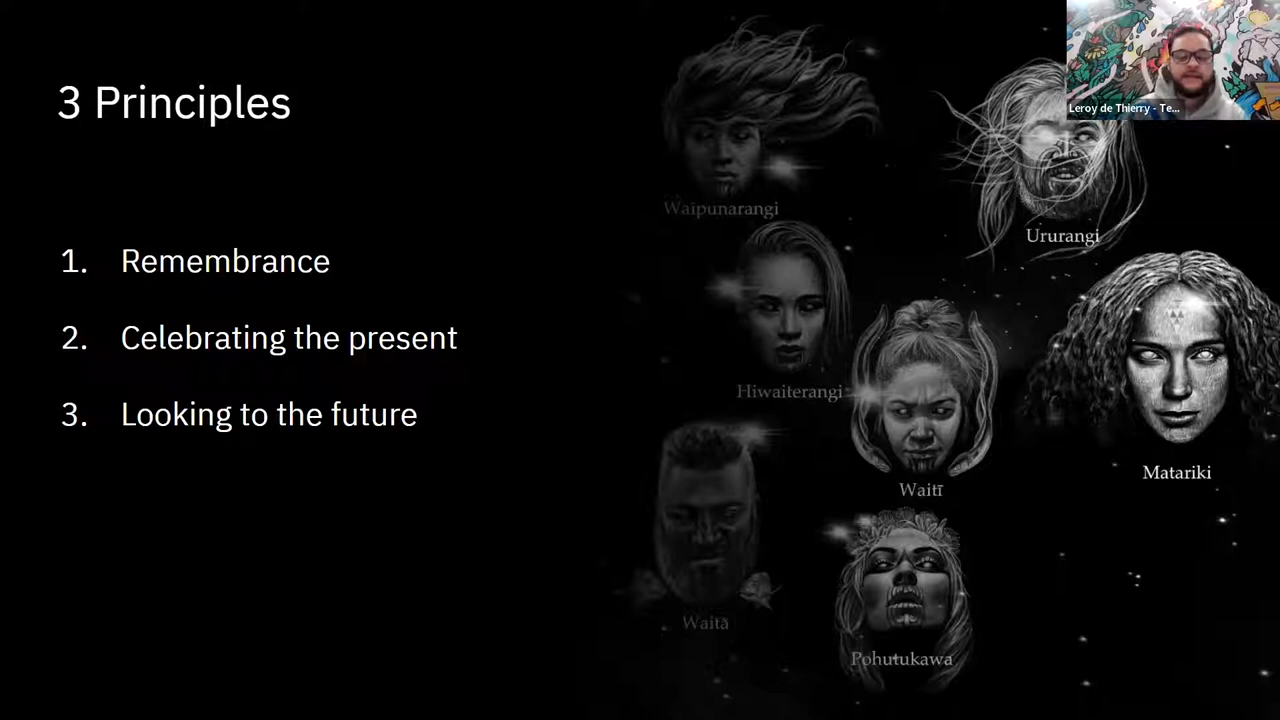 3 Principles
1. Remembrance
2. Celebrating the present
3. Looking to the future
Leroy de Thierry - Te...
Waipunarangi
Ururangi
Hiwaiterangi
Matariki
Waitī
Waitā
Pohutukawa